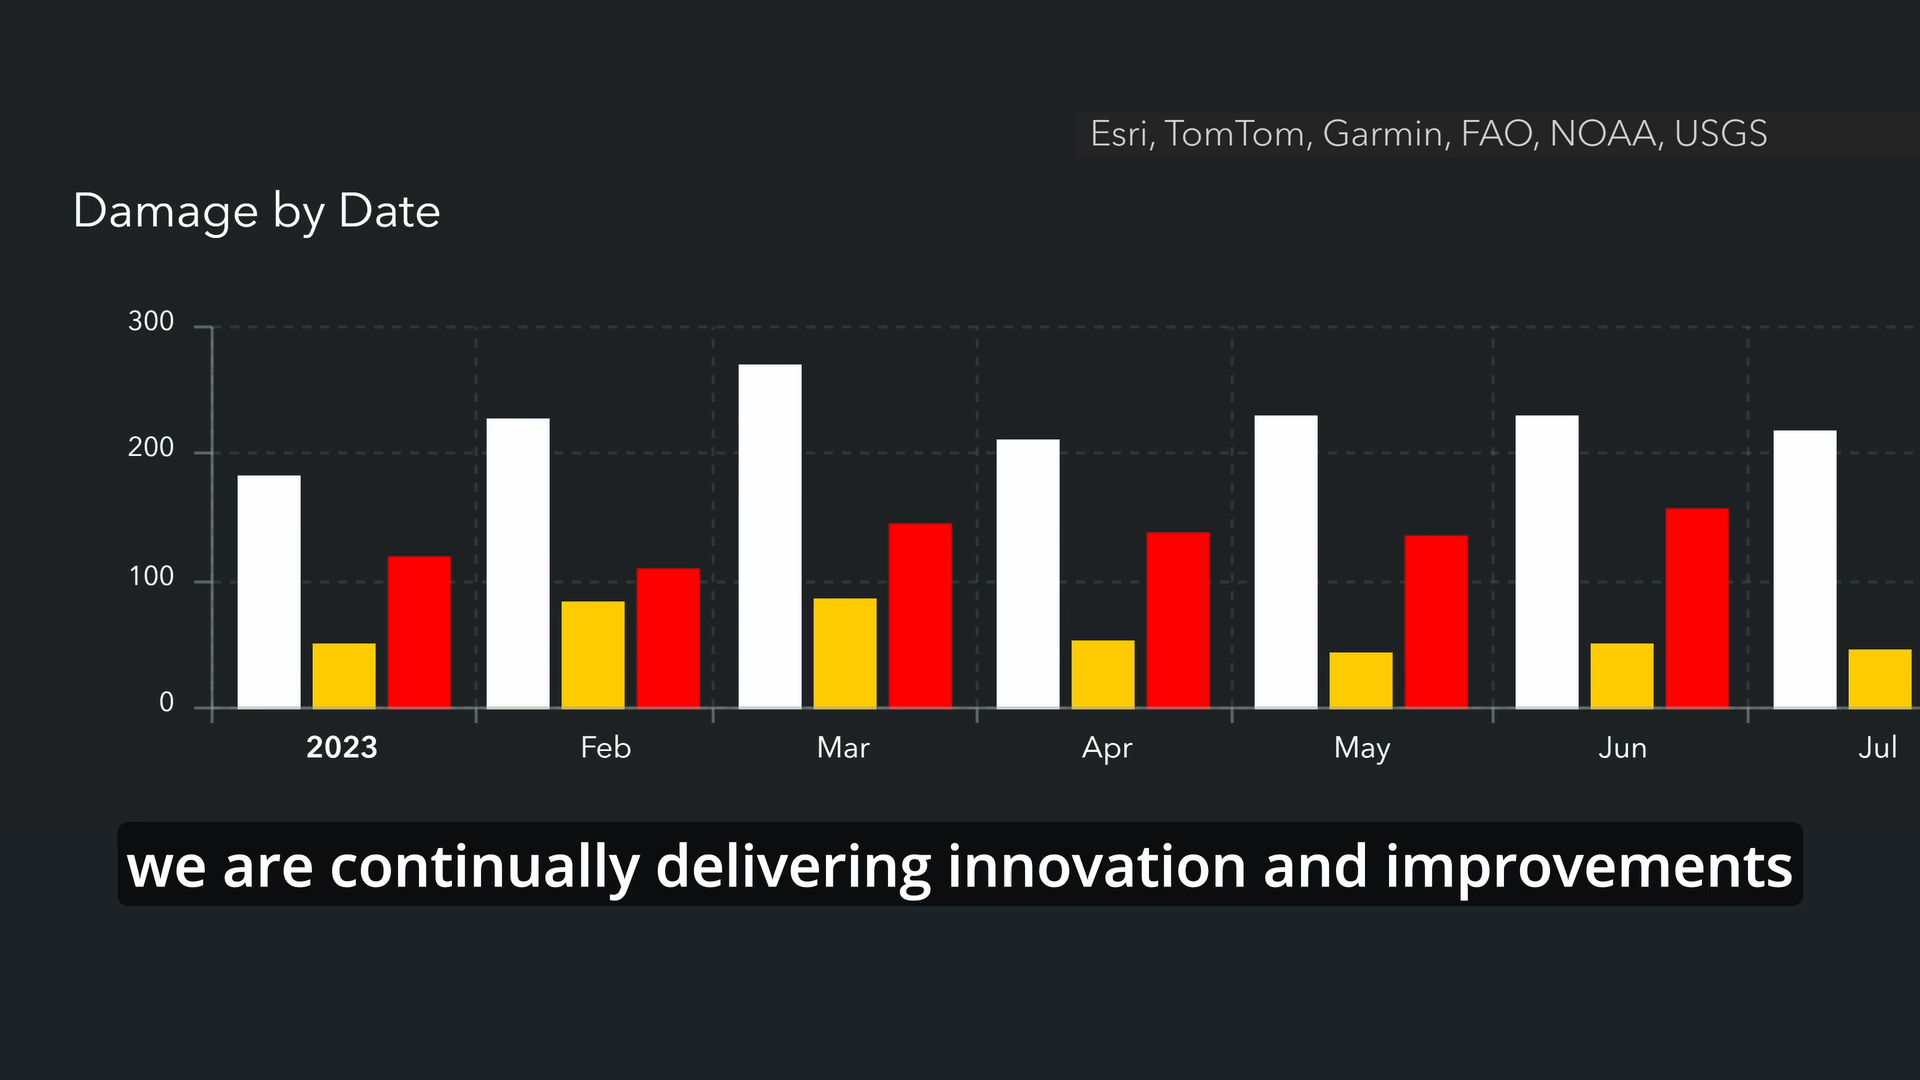 Esri, TomTom, Garmin, FAO, NOAA, USGS
Damage by Date
300
200
100
0
2023 Feb Mar Apr May Jun Jul
we are continually delivering innovation and improvements